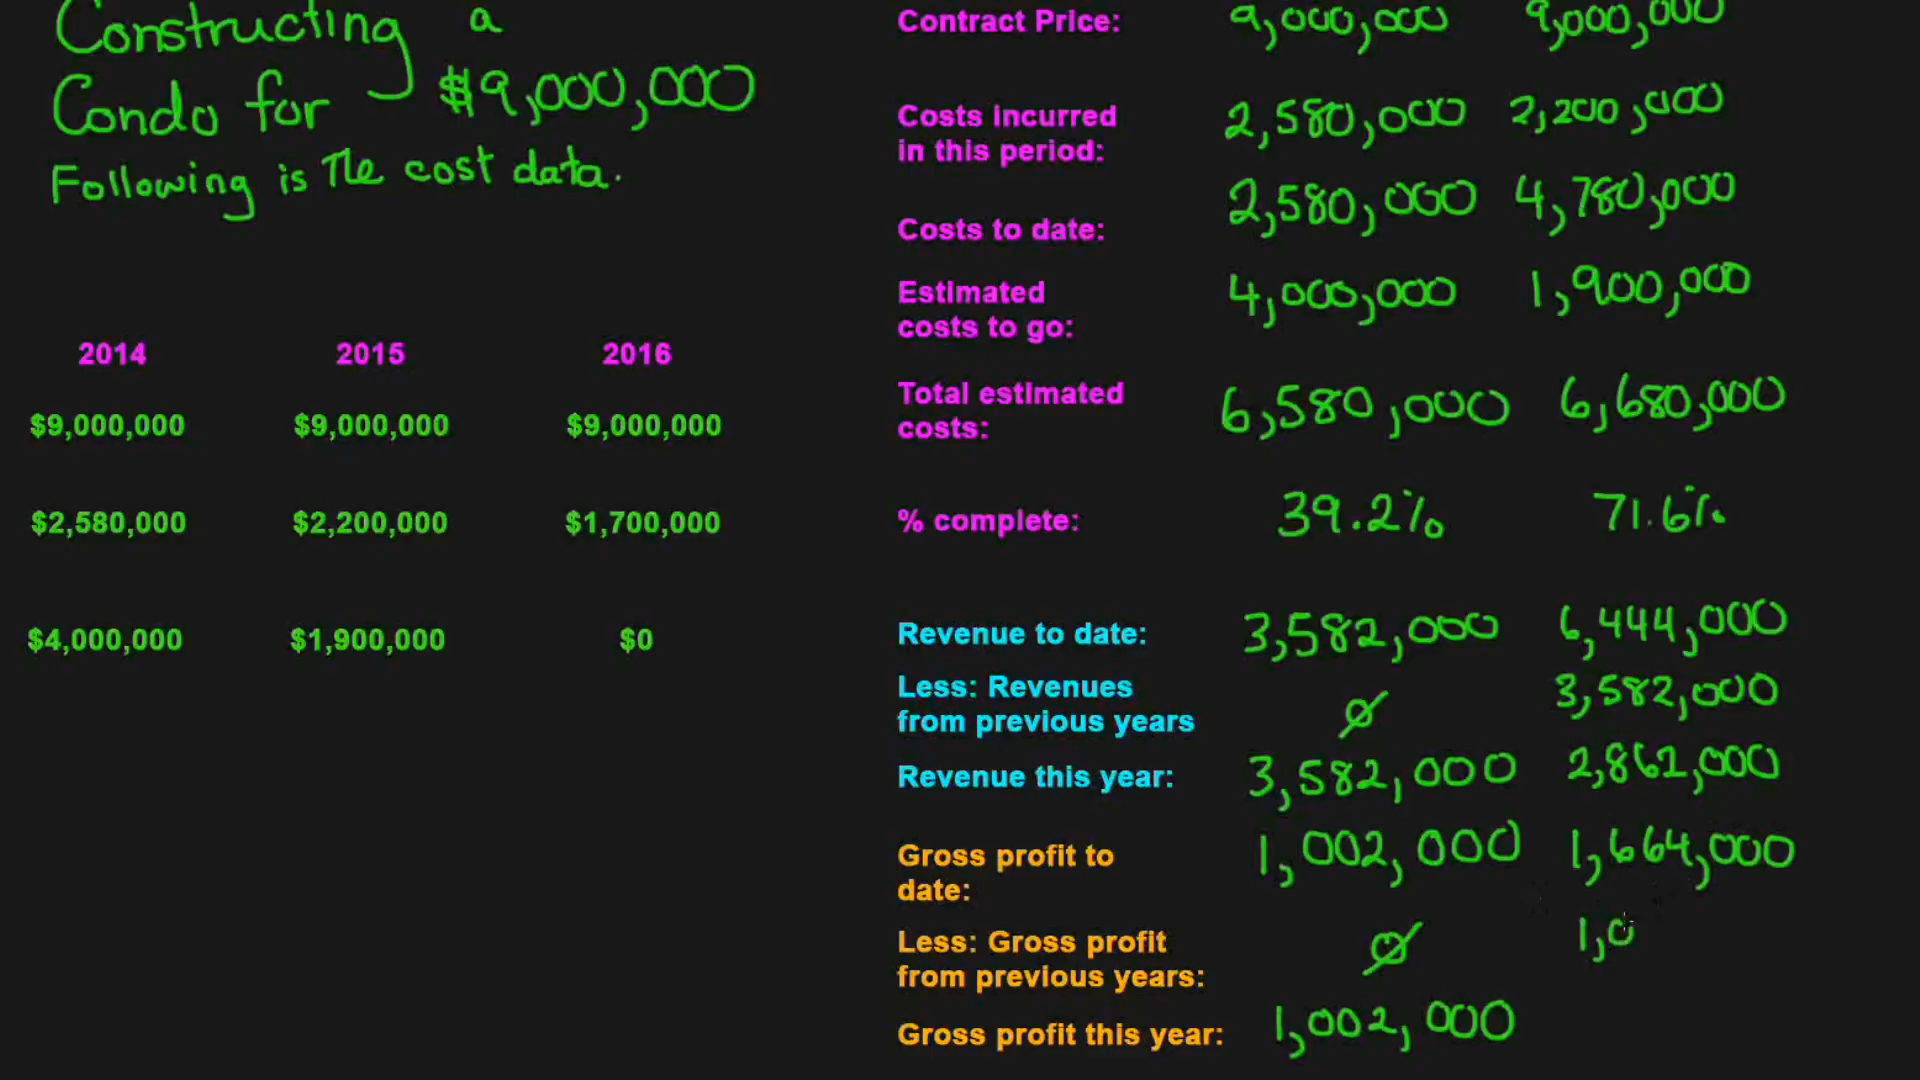 Constructing a
Condo for $9,000,000
Following is the cost data.
2014 2015 2016
$9,000,000 $9,000,000 $9,000,000
$2,580,000 $2,200,000 $1,700,000
$4,000,000 $1,900,000 $0
Contract Price: 9,000,000 9,000,000
Costs incurred
in this period: 2,580,000 2,200,000
Costs to date: 2,580,000 4,780,000
Estimated
costs to go: 4,000,000 1,900,000
Total estimated
costs: 6,580,000 6,680,000
% complete: 39.2% 71.6%
Revenue to date: 3,582,000 6,444,000
Less: Revenues
from previous years Ø 3,582,000
Revenue this year: 3,582,000 2,862,000
Gross profit to
date: 1,002,000 1,664,000
Less: Gross profit
from previous years: Ø 1,0
Gross profit this year: 1,002,000